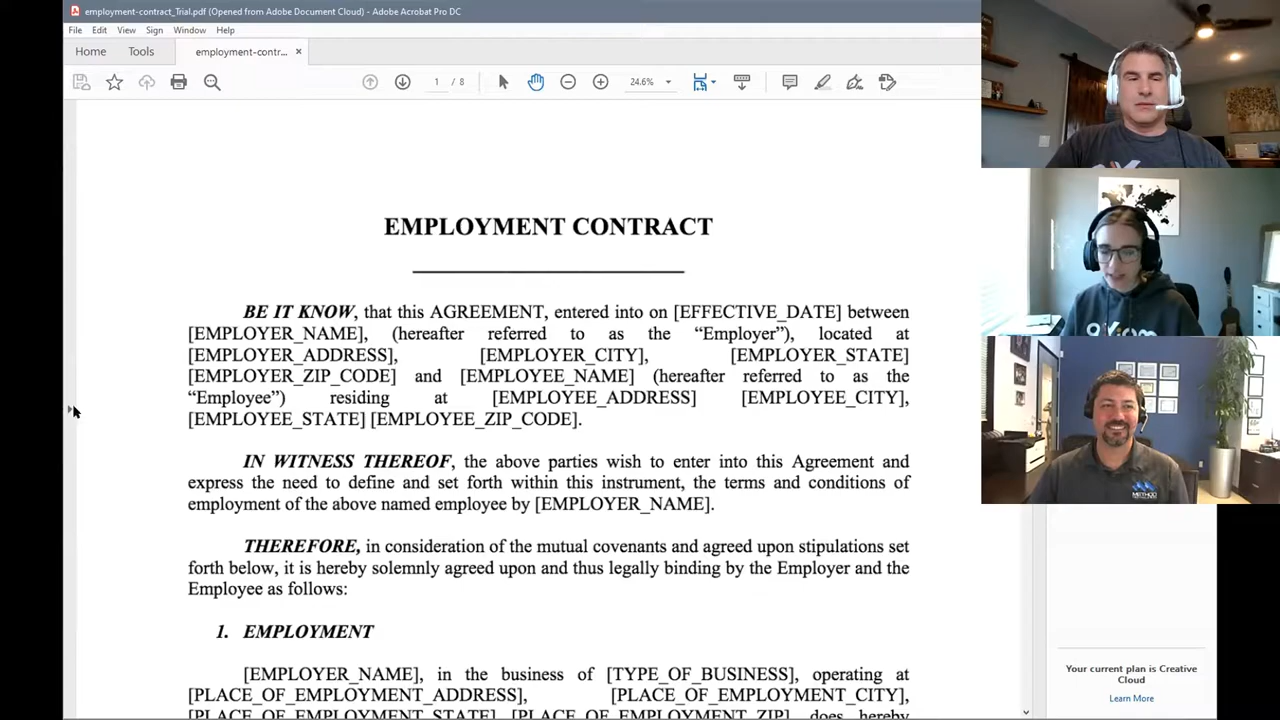 employment-contract_Trial.pdf (Opened from Adobe Document Cloud) - Adobe Acrobat Pro DC
File Edit View Sign Window Help
Home Tools employment-contr... ×
1 / 8 24.6%
EMPLOYMENT CONTRACT
BE IT KNOW, that this AGREEMENT, entered into on [EFFECTIVE_DATE] between
[EMPLOYER_NAME], (hereafter referred to as the “Employer”), located at
[EMPLOYER_ADDRESS], [EMPLOYER_CITY], [EMPLOYER_STATE]
[EMPLOYER_ZIP_CODE] and [EMPLOYEE_NAME] (hereafter referred to as the
“Employee”) residing at [EMPLOYEE_ADDRESS] [EMPLOYEE_CITY],
[EMPLOYEE_STATE] [EMPLOYEE_ZIP_CODE].
IN WITNESS THEREOF, the above parties wish to enter into this Agreement and
express the need to define and set forth within this instrument, the terms and conditions of
employment of the above named employee by [EMPLOYER_NAME].
THEREFORE, in consideration of the mutual covenants and agreed upon stipulations set
forth below, it is hereby solemnly agreed upon and thus legally binding by the Employer and the
Employee as follows:
1. EMPLOYMENT
[EMPLOYER_NAME], in the business of [TYPE_OF_BUSINESS], operating at
[PLACE_OF_EMPLOYMENT_ADDRESS], [PLACE_OF_EMPLOYMENT_CITY],
[PLACE_OF_EMPLOYMENT_STATE], [PLACE_OF_EMPLOYMENT_ZIP], does hereby
METHOD
Your current plan is Creative
Cloud
Learn More